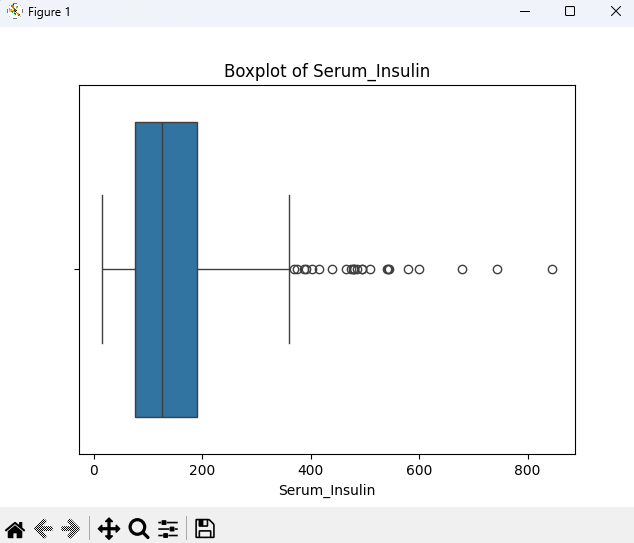 Figure 1
Boxplot of Serum_Insulin
0 200 400 600 800
Serum_Insulin